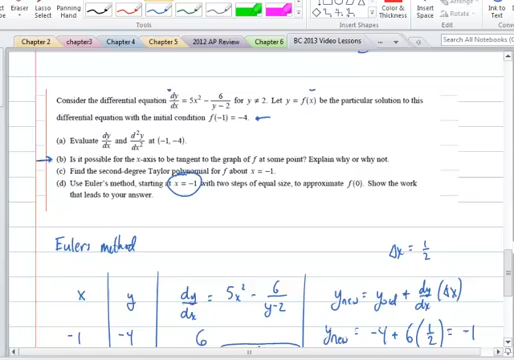 Eraser Lasso Select Panning Hand
Tools
Color & Thickness
Insert Space
Ink to Text
Chapter 2 chapter3 Chapter 4 Chapter 5 2012 AP Review Chapter 6 BC 2013 Video Lessons
Search All Notebooks (
Consider the differential equation dy/dx = 5x² − 6/(y − 2) for y ≠ 2. Let y = f(x) be the particular solution to this
differential equation with the initial condition f(−1) = −4.
(a) Evaluate dy/dx and d²y/dx² at (−1, −4).
(b) Is it possible for the x-axis to be tangent to the graph of f at some point? Explain why or why not.
(c) Find the second-degree Taylor polynomial for f about x = −1.
(d) Use Euler's method, starting at x = −1 with two steps of equal size, to approximate f(0). Show the work
that leads to your answer.
Eulers method
Δx = 1/2
x y dy/dx = 5x² − 6/(y−2) y new = y old + dy/dx (Δx)
−1 −4 6 y new = −4 + 6(1/2) = −1